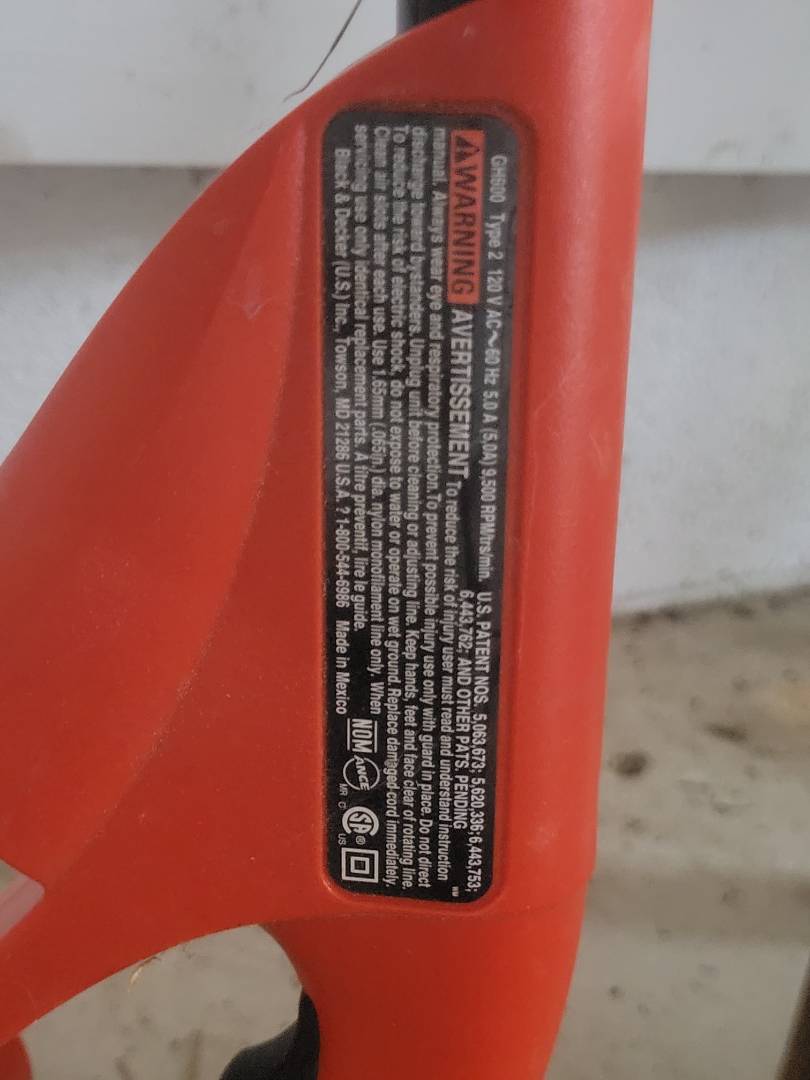 GH600 Type 2 120 V AC~60 Hz 5.0 A (5,0A) 9,500 RPM/trs/min U.S. PATENT NOS. 5,063,673; 5,620,336; 6,443,753;
6,443,762; AND OTHER PATS. PENDING
⚠WARNING AVERTISSEMENT To reduce the risk of injury user must read and understand instruction
manual. Always wear eye and respiratory protection. To prevent possible injury use only with guard in place. Do not direct
discharge toward bystanders. Unplug unit before cleaning or adjusting line. Keep hands, feet and face clear of rotating line.
To reduce the risk of electric shock, do not expose to water or operate on wet ground. Replace damaged cord immediately.
Clean air slots after each use. Use 1.65mm (.065in.) dia. nylon monofilament line only. When
servicing use only identical replacement parts. À titre préventif, lire le guide.
Black & Decker (U.S.) Inc., Towson, MD 21286 U.S.A. ? 1-800-544-6986 Made in Mexico
NOM ANCE MR C SA® US